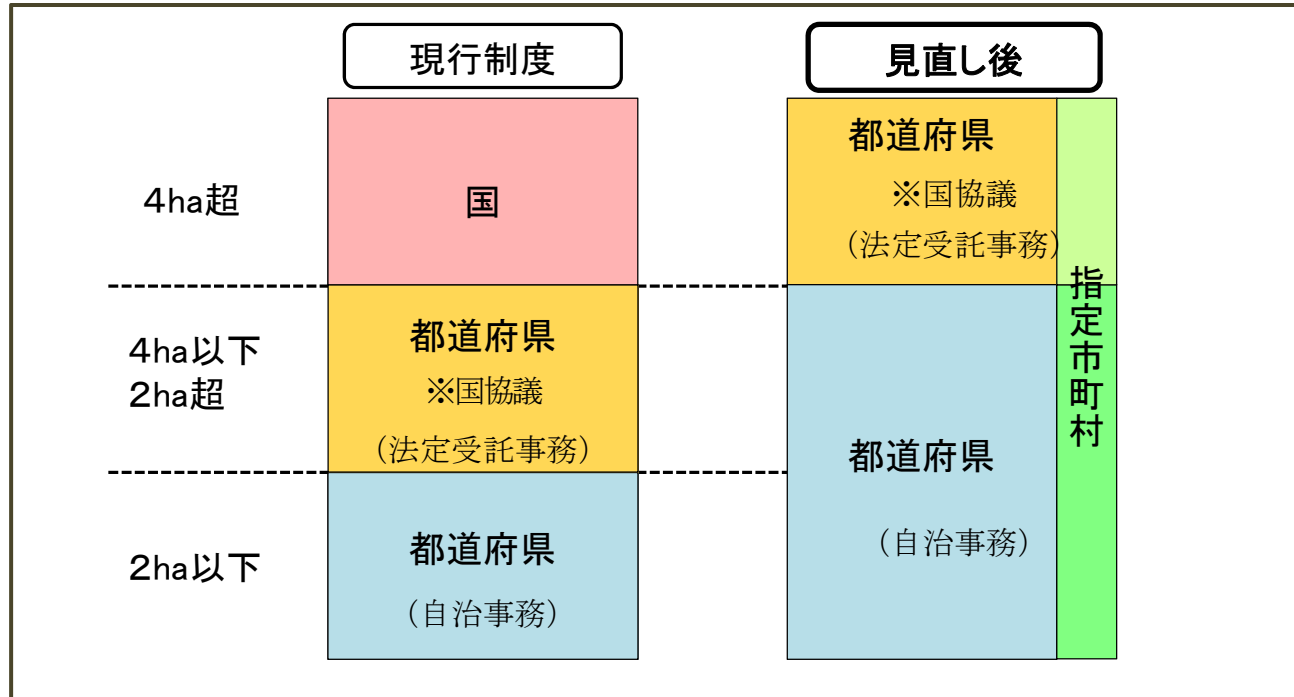 現行制度
見直し後
4ha超
国
都道府県
※国協議
（法定受託事務）
4ha以下
2ha超
都道府県
※国協議
（法定受託事務）
指定市町村
都道府県
（自治事務）
2ha以下
都道府県
（自治事務）